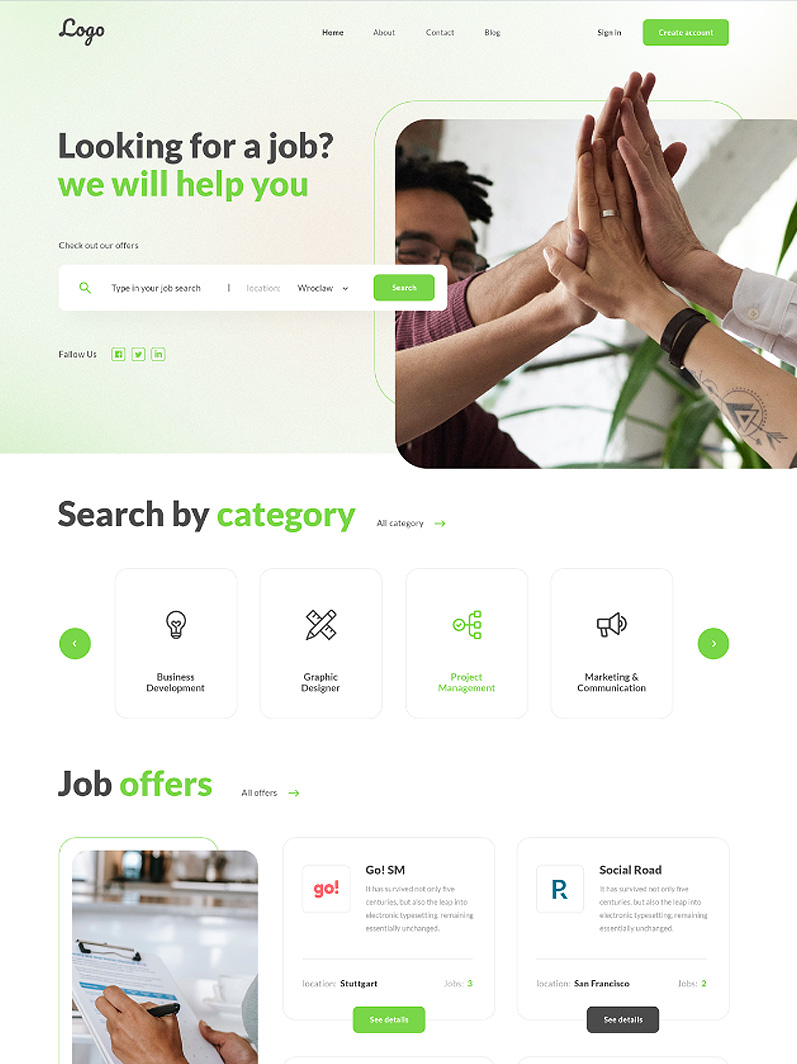 Logo
Home About Contact Blog Sign in Create account
Looking for a job?
we will help you
Check out our offers
Type in your job search | location: Wroclaw Search
Fallow Us
Search by category All category
Business
Development
Graphic
Designer
Project
Management
Marketing &
Communication
Job offers All offers
go!
Go! SM
It has survived not only five
centuries, but also the leap into
electronic typesetting, remaining
essentially unchanged.
location: Stuttgart Jobs: 3
See details
R
Social Road
It has survived not only five
centuries, but also the leap into
electronic typesetting, remaining
essentially unchanged.
location: San Francisco Jobs: 2
See details